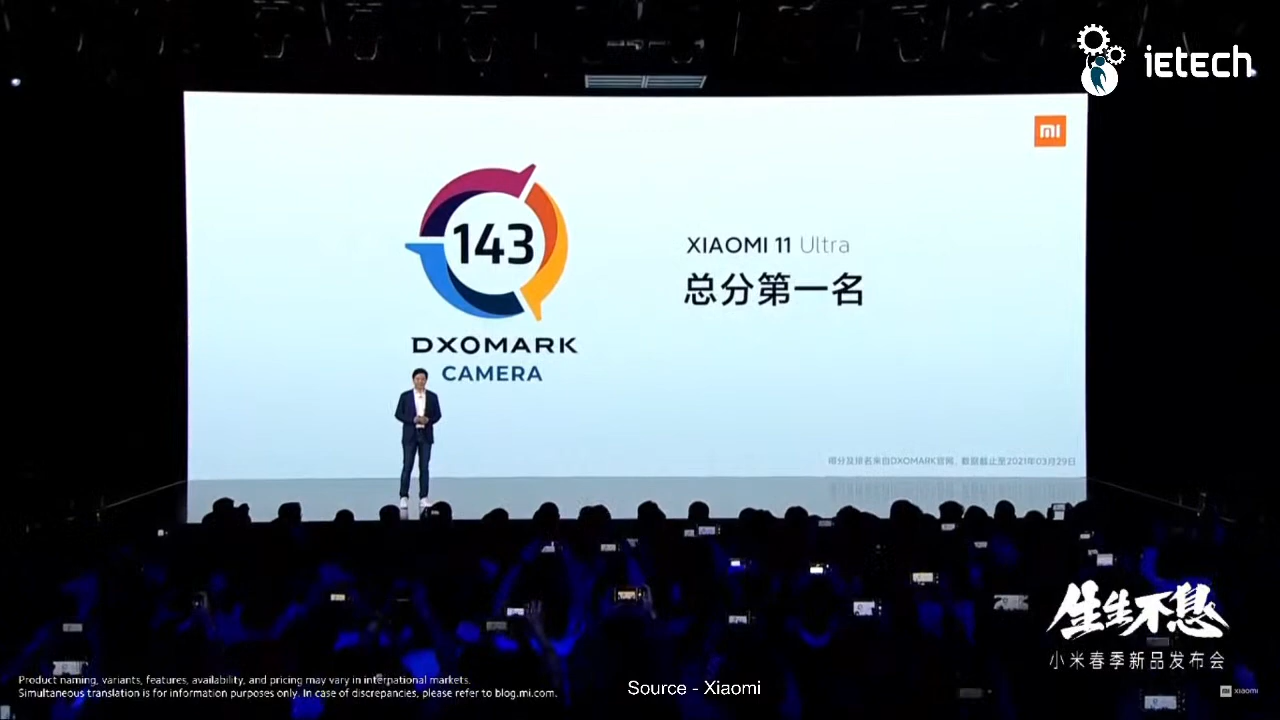 ietech
mi
143
DXOMARK
CAMERA
XIAOMI 11 Ultra
总分第一名
得分及排名来自DXOMARK官网，数据截止至2021年03月29日
生生不息
小米春季新品发布会
Product naming, variants, features, availability, and pricing may vary in international markets.
Simultaneous translation is for information purposes only. In case of discrepancies, please refer to blog.mi.com.
Source - Xiaomi
mi xiaomi